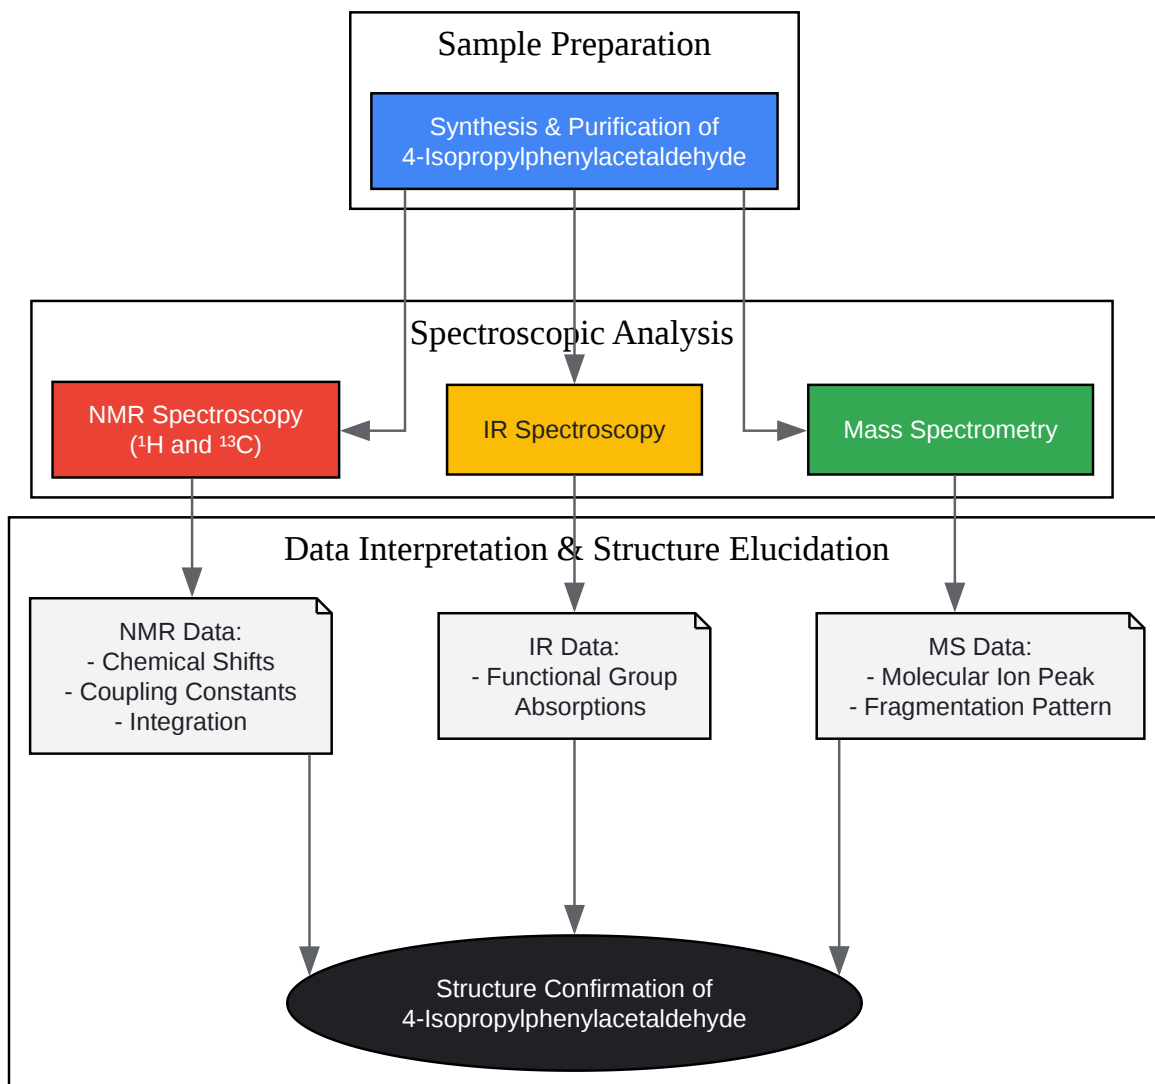 Sample Preparation
Synthesis & Purification of
4-Isopropylphenylacetaldehyde
Spectroscopic Analysis
NMR Spectroscopy
(¹H and ¹³C)
IR Spectroscopy
Mass Spectrometry
Data Interpretation & Structure Elucidation
NMR Data:
- Chemical Shifts
- Coupling Constants
- Integration
IR Data:
- Functional Group
Absorptions
MS Data:
- Molecular Ion Peak
- Fragmentation Pattern
Structure Confirmation of
4-Isopropylphenylacetaldehyde